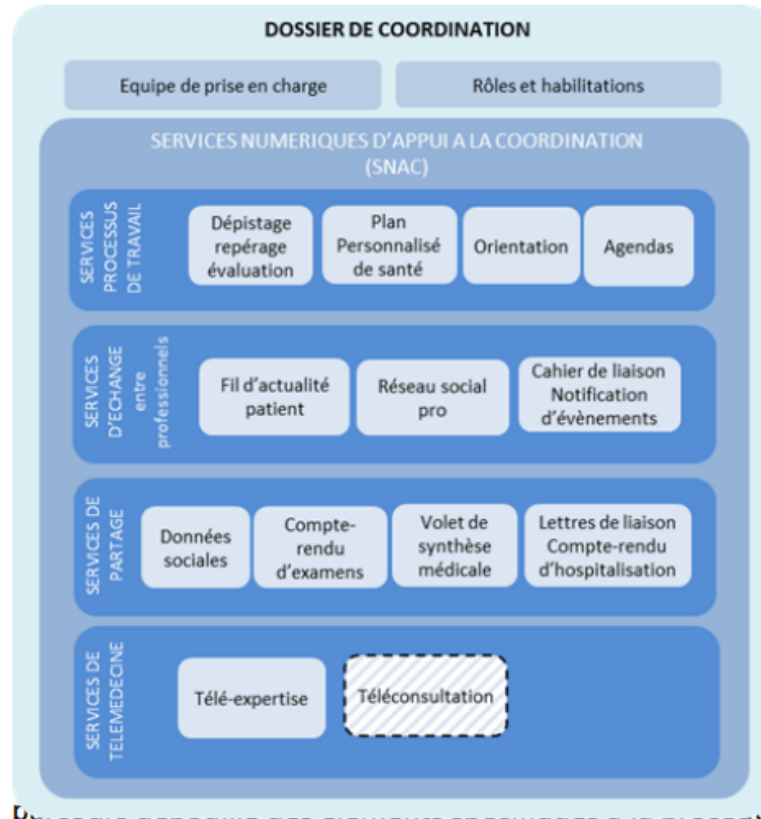 DOSSIER DE COORDINATION
Equipe de prise en charge
Rôles et habilitations
SERVICES NUMERIQUES D'APPUI A LA COORDINATION
(SNAC)
SERVICES
PROCESSUS
DE TRAVAIL
Dépistage
repérage
évaluation
Plan
Personnalisé
de santé
Orientation
Agendas
SERVICES
D'ECHANGE
entre
professionnels
Fil d'actualité
patient
Réseau social
pro
Cahier de liaison
Notification
d'évènements
SERVICES DE
PARTAGE
Données
sociales
Compte-
rendu
d'examens
Volet de
synthèse
médicale
Lettres de liaison
Compte-rendu
d'hospitalisation
SERVICES DE
TELEMEDECINE
Télé-expertise
Téléconsultation